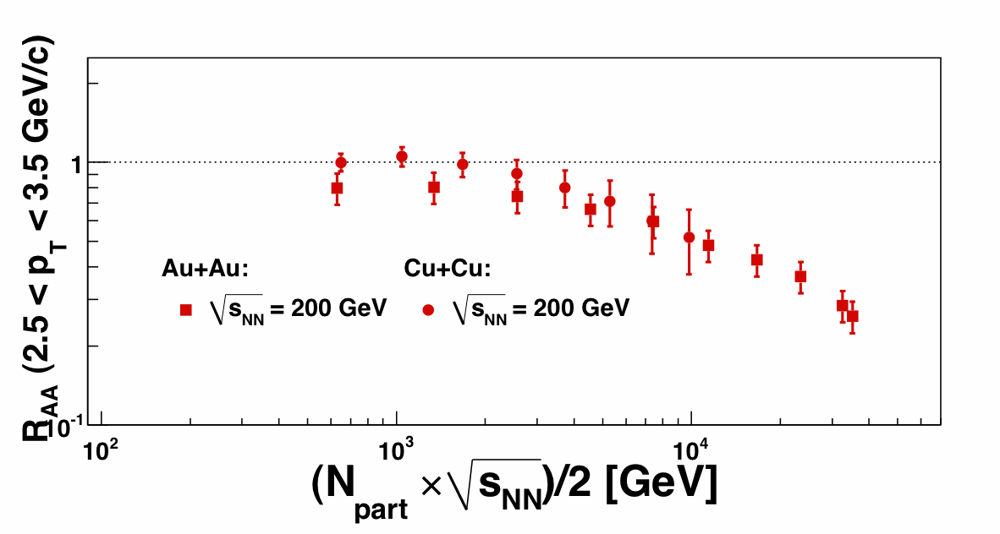 R_AA (2.5 < p_T < 3.5 GeV/c)
1
10^-1
Au+Au:
Cu+Cu:
√s_NN = 200 GeV
√s_NN = 200 GeV
10^2
10^3
10^4
(N_part ×√s_NN)/2 [GeV]